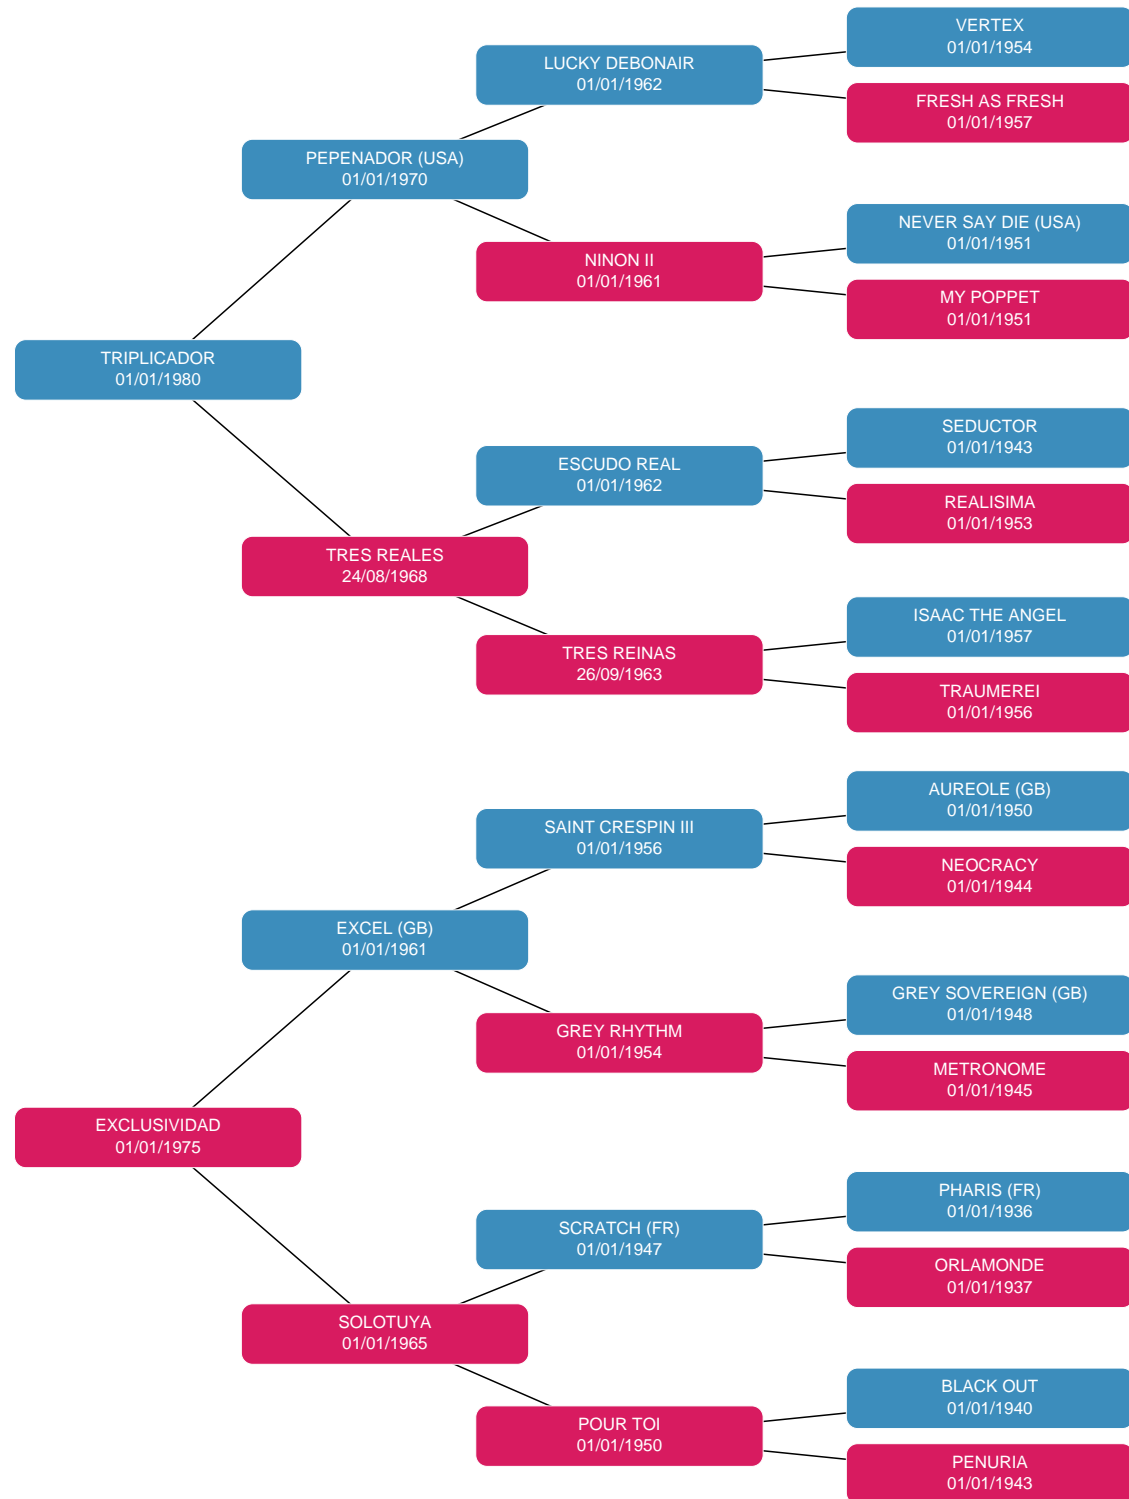 VERTEX
01/01/1954
LUCKY DEBONAIR
01/01/1962
FRESH AS FRESH
01/01/1957
PEPENADOR (USA)
01/01/1970
NEVER SAY DIE (USA)
01/01/1951
NINON II
01/01/1961
MY POPPET
01/01/1951
TRIPLICADOR
01/01/1980
SEDUCTOR
01/01/1943
ESCUDO REAL
01/01/1962
REALISIMA
01/01/1953
TRES REALES
24/08/1968
ISAAC THE ANGEL
01/01/1957
TRES REINAS
26/09/1963
TRAUMEREI
01/01/1956
AUREOLE (GB)
01/01/1950
SAINT CRESPIN III
01/01/1956
NEOCRACY
01/01/1944
EXCEL (GB)
01/01/1961
GREY SOVEREIGN (GB)
01/01/1948
GREY RHYTHM
01/01/1954
METRONOME
01/01/1945
EXCLUSIVIDAD
01/01/1975
PHARIS (FR)
01/01/1936
SCRATCH (FR)
01/01/1947
ORLAMONDE
01/01/1937
SOLOTUYA
01/01/1965
BLACK OUT
01/01/1940
POUR TOI
01/01/1950
PENURIA
01/01/1943